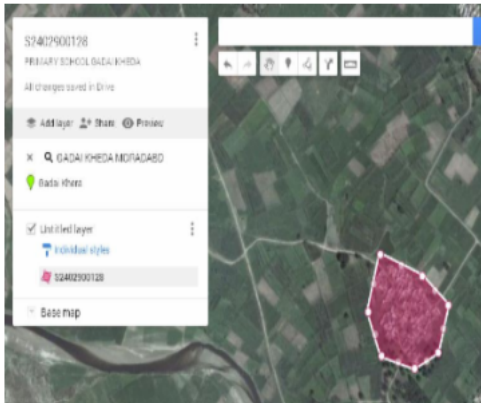 S2402900128
PRIMARY SCHOOL GADAI KHEDA
All changes saved in Drive
Add layer Share Preview
GADAI KHEDA MORADABD
Gadai Khera
Untitled layer
Individual styles
S2402900128
Base map